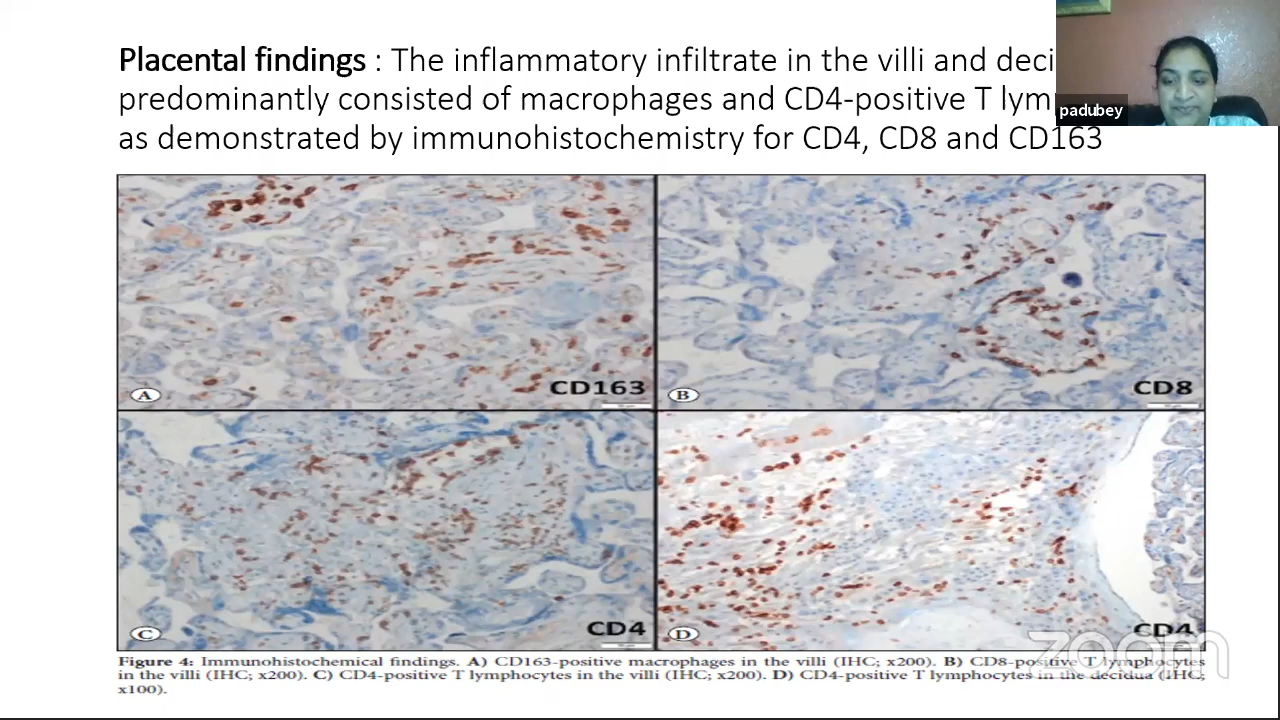 Placental findings : The inflammatory infiltrate in the villi and deci
predominantly consisted of macrophages and CD4-positive T lym
as demonstrated by immunohistochemistry for CD4, CD8 and CD163
padubey
A
CD163
B
CD8
C
CD4
D
CD4
zoom
Figure 4: Immunohistochemical findings. A) CD163-positive macrophages in the villi (IHC; x200). B) CD8-positive T lymphocytes
in the villi (IHC; x200). C) CD4-positive T lymphocytes in the villi (IHC; x200). D) CD4-positive T lymphocytes in the decidua (IHC;
x100).